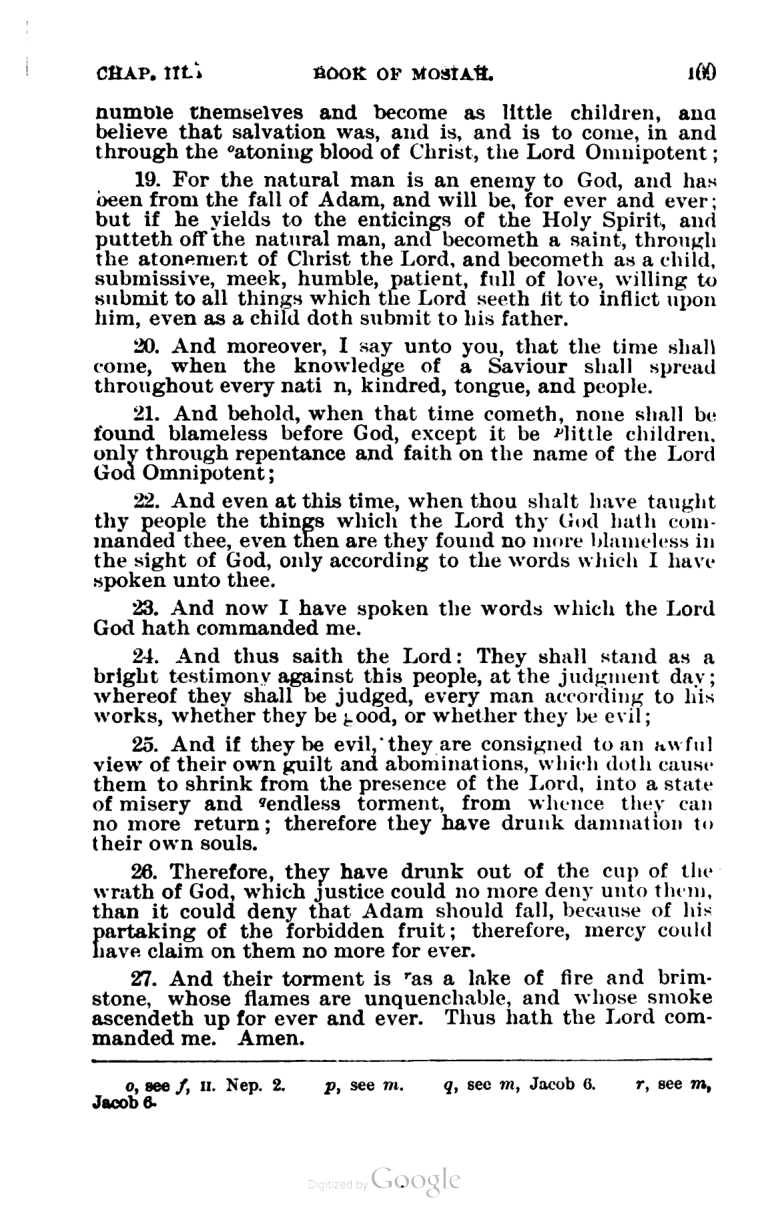 CHAP. III.] BOOK OF MOSIAH. 169
humble themselves and become as little children, and
believe that salvation was, and is, and is to come, in and
through the ᵒatoning blood of Christ, the Lord Omnipotent;
19. For the natural man is an enemy to God, and has
been from the fall of Adam, and will be, for ever and ever;
but if he yields to the enticings of the Holy Spirit, and
putteth off the natural man, and becometh a saint, through
the atonement of Christ the Lord, and becometh as a child,
submissive, meek, humble, patient, full of love, willing to
submit to all things which the Lord seeth fit to inflict upon
him, even as a child doth submit to his father.
20. And moreover, I say unto you, that the time shall
come, when the knowledge of a Saviour shall spread
throughout every nati n, kindred, tongue, and people.
21. And behold, when that time cometh, none shall be
found blameless before God, except it be ᵖlittle children,
only through repentance and faith on the name of the Lord
God Omnipotent;
22. And even at this time, when thou shalt have taught
thy people the things which the Lord thy God hath com-
manded thee, even then are they found no more blameless in
the sight of God, only according to the words which I have
spoken unto thee.
23. And now I have spoken the words which the Lord
God hath commanded me.
24. And thus saith the Lord: They shall stand as a
bright testimony against this people, at the judgment day;
whereof they shall be judged, every man according to his
works, whether they be good, or whether they be evil;
25. And if they be evil, they are consigned to an awful
view of their own guilt and abominations, which doth cause
them to shrink from the presence of the Lord, into a state
of misery and qendless torment, from whence they can
no more return; therefore they have drunk damnation to
their own souls.
26. Therefore, they have drunk out of the cup of the
wrath of God, which justice could no more deny unto them,
than it could deny that Adam should fall, because of his
partaking of the forbidden fruit; therefore, mercy could
have claim on them no more for ever.
27. And their torment is ʳas a lake of fire and brim-
stone, whose flames are unquenchable, and whose smoke
ascendeth up for ever and ever. Thus hath the Lord com-
manded me. Amen.
o, see f, II. Nep. 2. p, see m. q, see m, Jacob 6. r, see m,
Jacob 6.
Digitized by Google